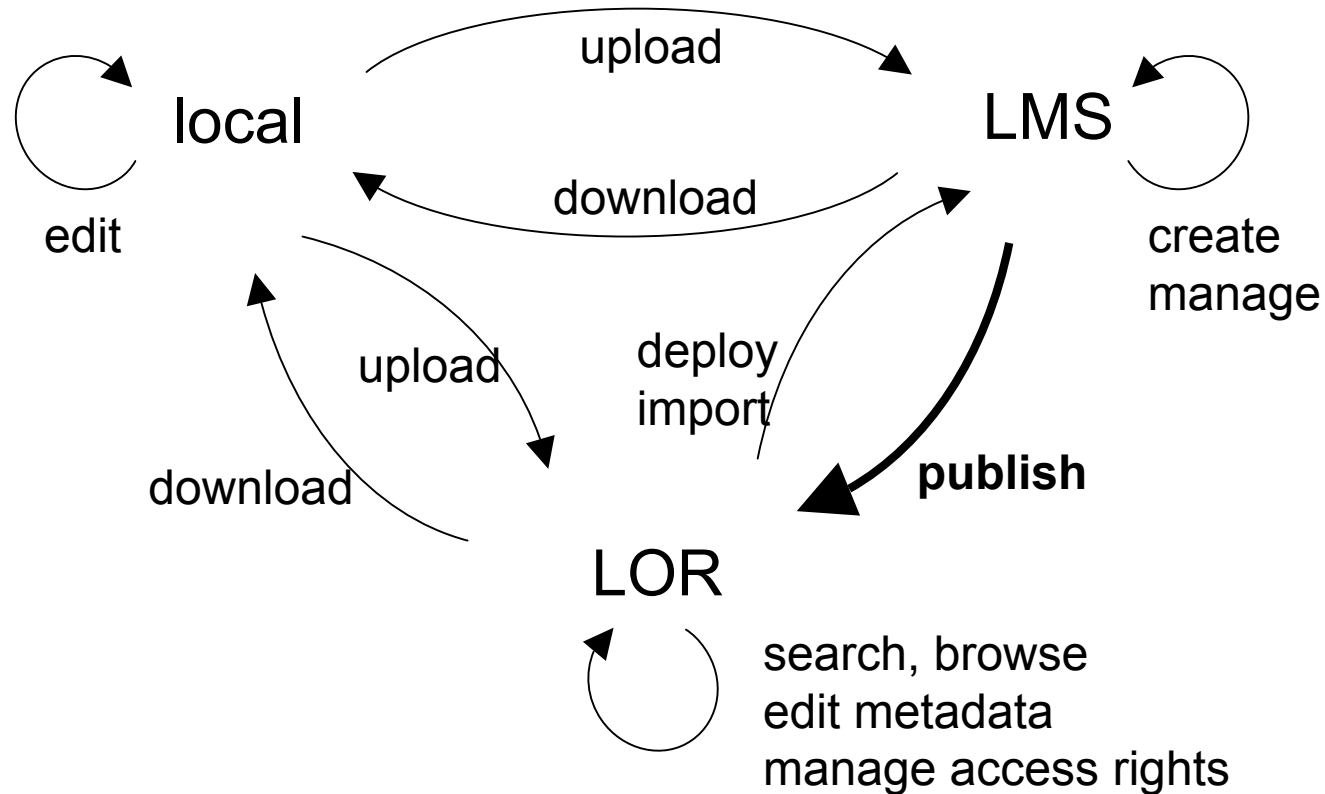 upload
local
LMS
download
edit
create
manage
upload
deploy
import
download
publish
LOR
search, browse
edit metadata
manage access rights